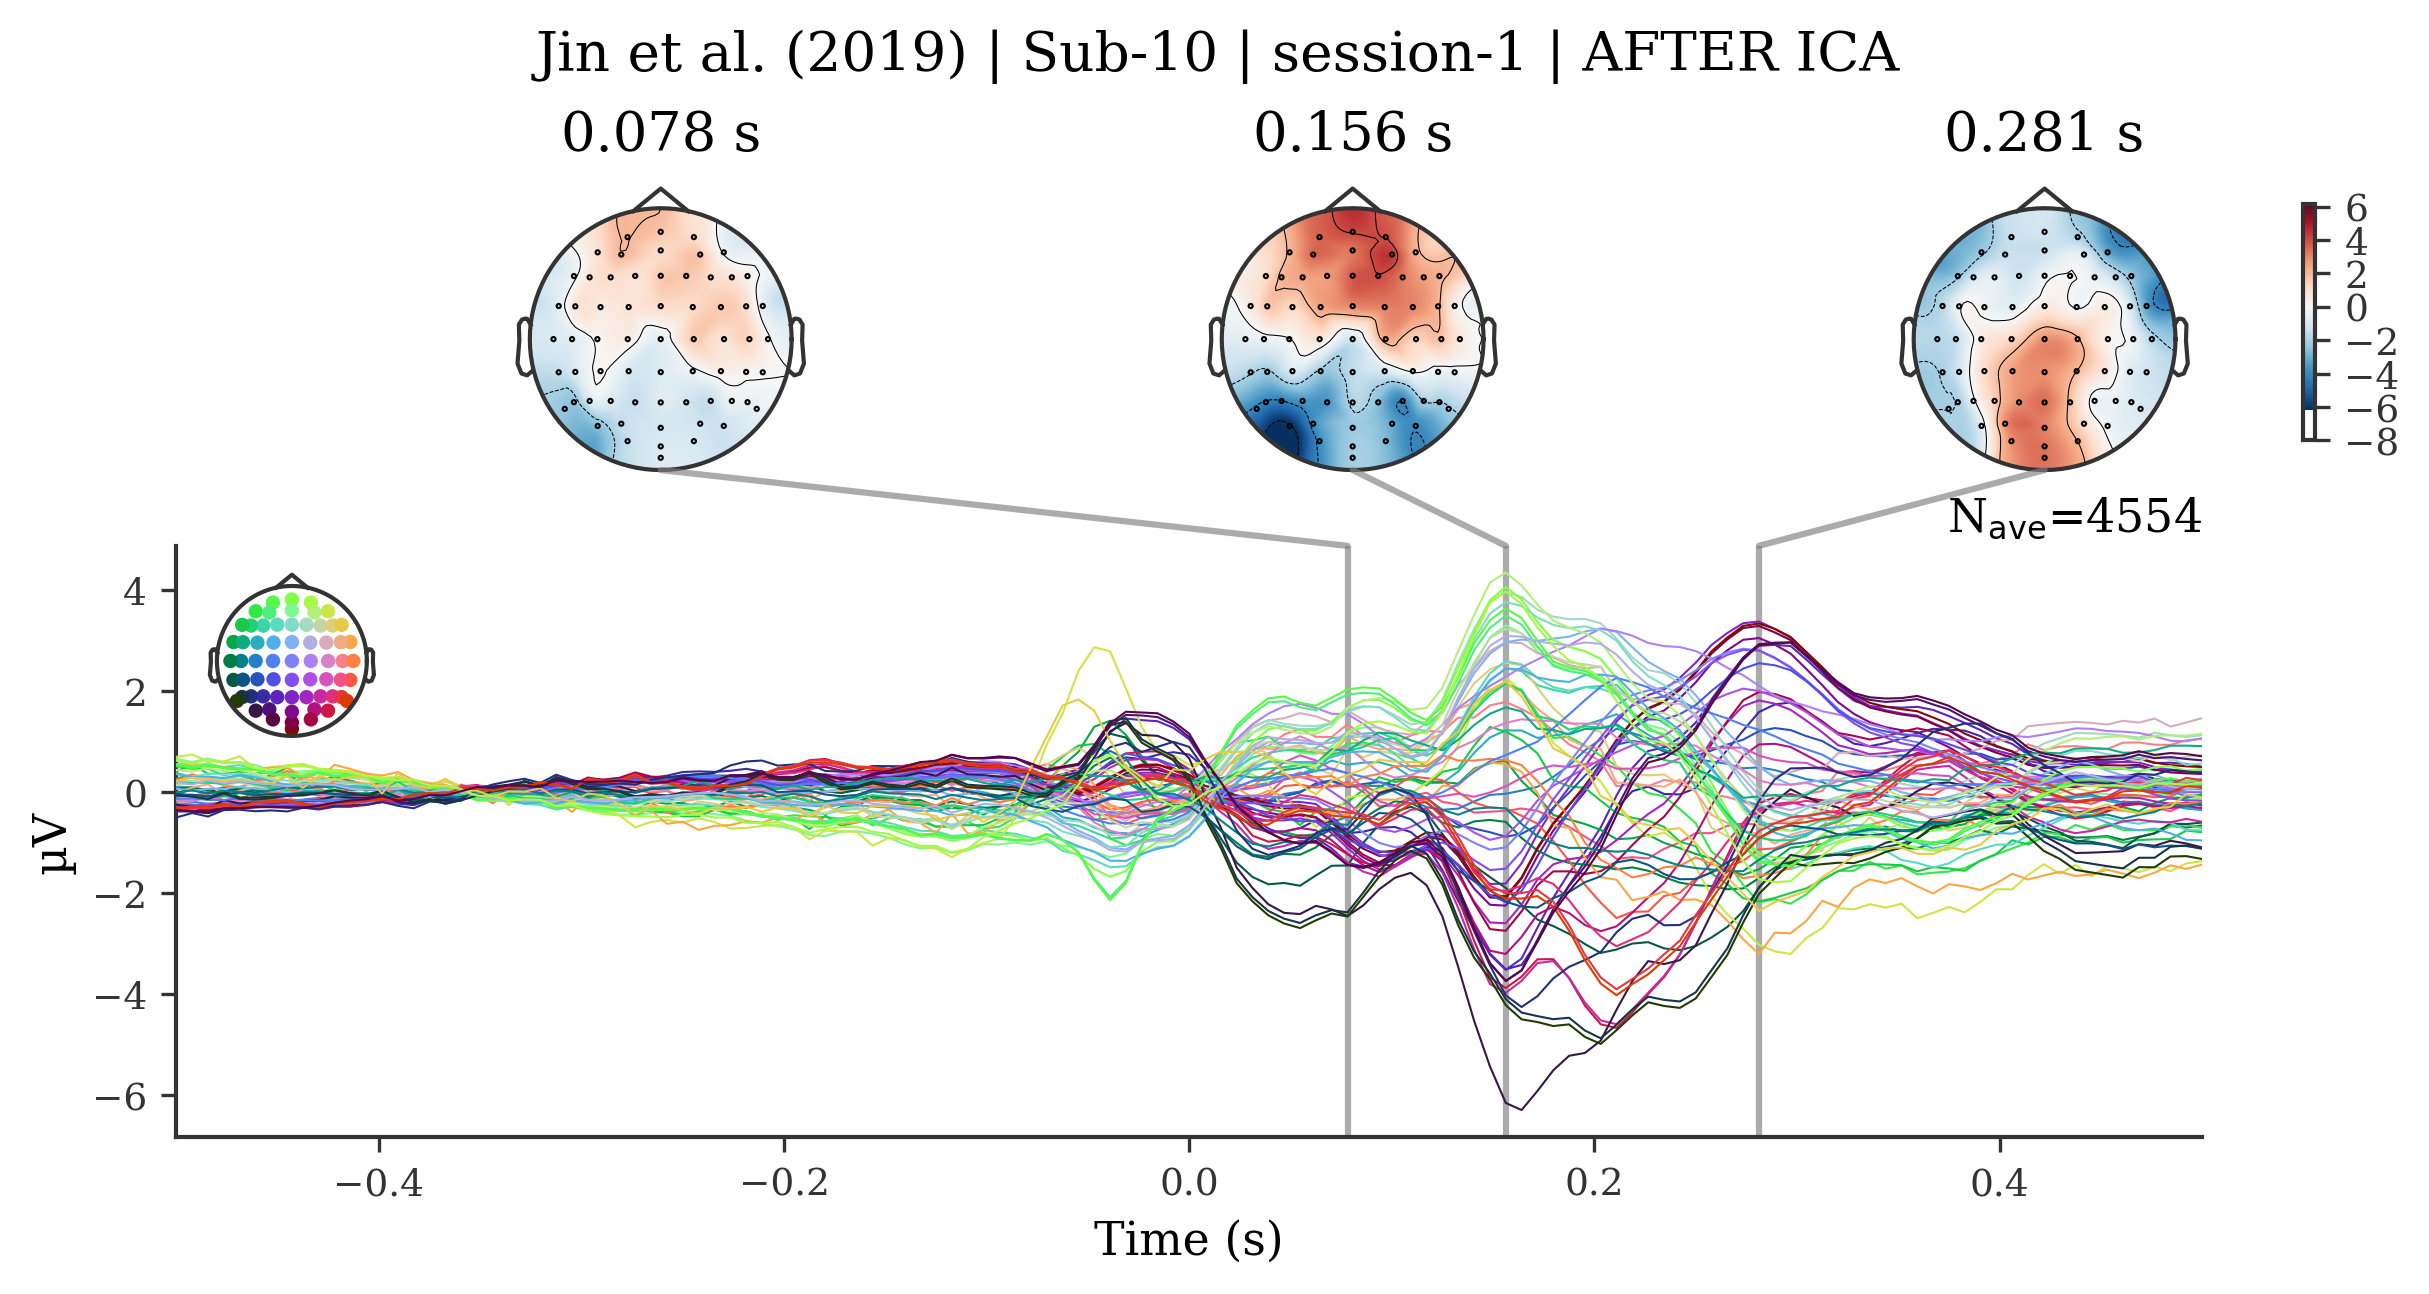 Jin et al. (2019) | Sub-10 | session-1 | AFTER ICA
0.078 s
0.156 s
0.281 s
6
4
2
0
−2
−4
−6
−8
Nave=4554
4
2
0
−2
−4
−6
µV
−0.4
−0.2
0.0
0.2
0.4
Time (s)